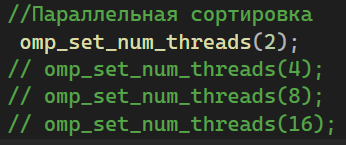 //Параллельная сортировка
omp_set_num_threads(2);
// omp_set_num_threads(4);
// omp_set_num_threads(8);
// omp_set_num_threads(16);